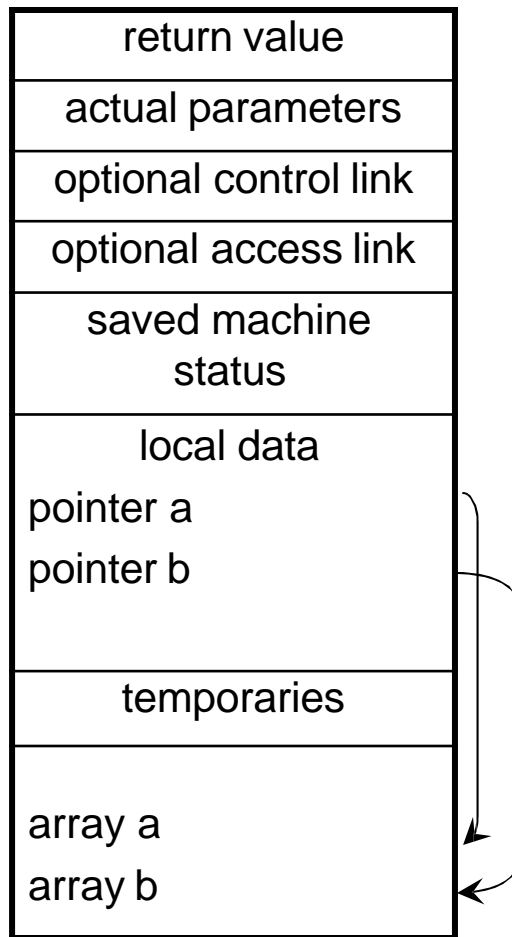 return value
actual parameters
optional control link
optional access link
saved machine
status
local data
pointer a
pointer b
temporaries
array a
array b